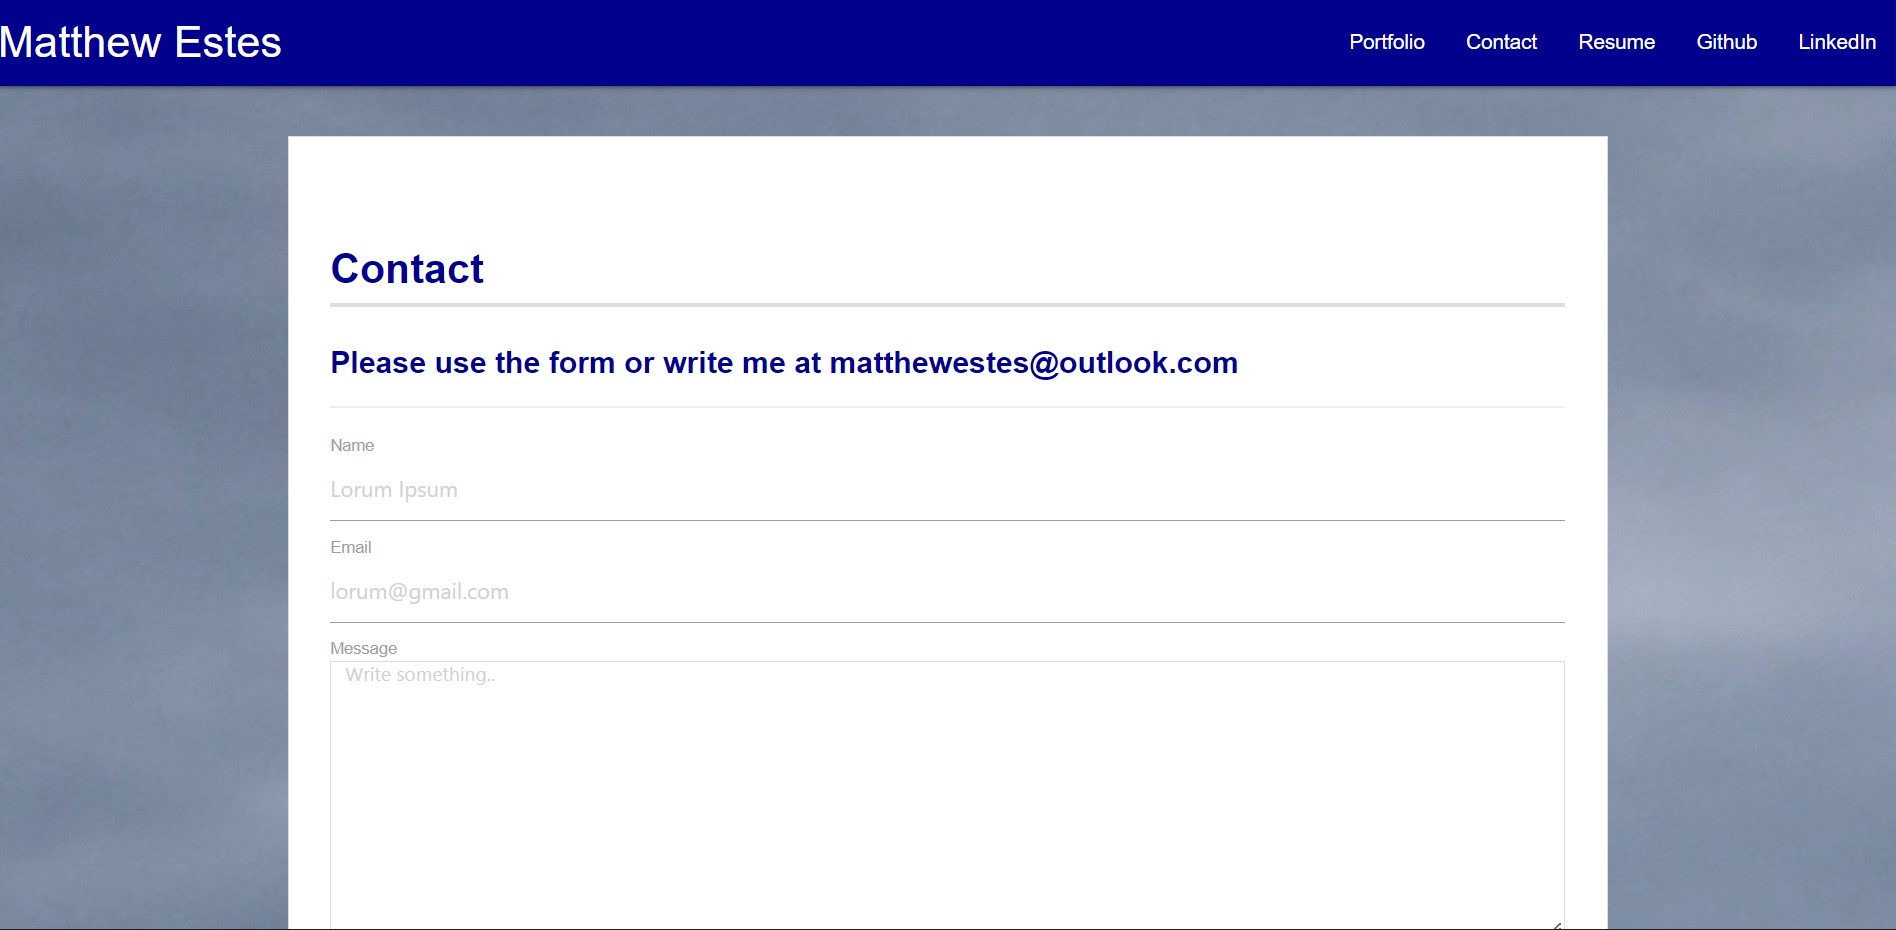 Matthew Estes
Portfolio Contact Resume Github LinkedIn
Contact
Please use the form or write me at matthewestes@outlook.com
Name
Lorum Ipsum
Email
lorum@gmail.com
Message
Write something..